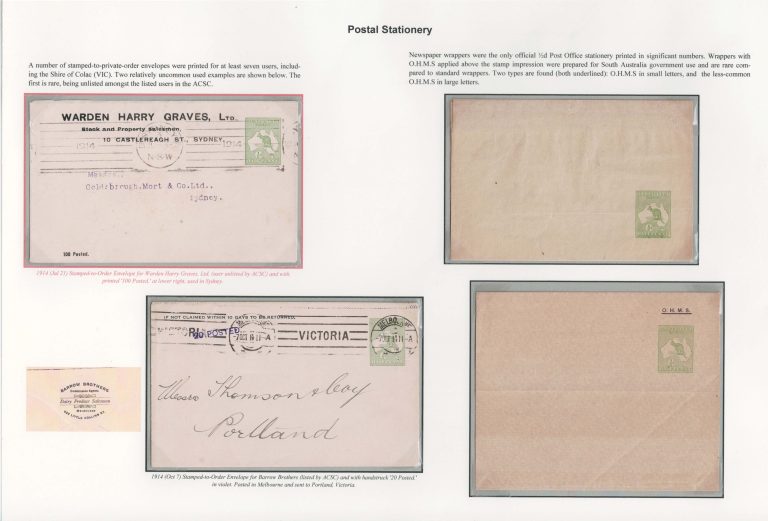 Postal Stationery
A number of stamped-to-private-order envelopes were printed for at least seven users, includ-
ing the Shire of Colac (VIC). Two relatively uncommon used examples are shown below. The
first is rare, being unlisted amongst the listed users in the ACSC.
Newspaper wrappers were the only official ½d Post Office stationery printed in significant numbers. Wrappers with
O.H.M.S applied above the stamp impression were prepared for South Australia government use and are rare com-
pared to standard wrappers. Two types are found (both underlined): O.H.M.S in small letters, and the less-common
O.H.M.S in large letters.
WARDEN HARRY GRAVES, LTD.
Stock and Property Salesmen,
10 CASTLEREAGH ST., SYDNEY.
1914
N.S.W
1914
Goldsbrough, Mort & Co.Ltd.,
Sydney.
100 Posted.
1914 (Jul 21) Stamped-to-Order Envelope for Warden Harry Graves, Ltd. (user unlisted by ACSC) and with
printed '100 Posted.' at lower right, used in Sydney.
IF NOT CLAIMED WITHIN 10 DAYS TO BE RETURNED.
20 POSTED.
VICTORIA
Messrs Thomson & Coy
Portland
BARROW BROTHERS
Dairy Produce Salesmen
MELBOURNE
1914 (Oct 7) Stamped-to-Order Envelope for Barrow Brothers (listed by ACSC) and with handstruck '20 Posted.'
in violet. Posted in Melbourne and sent to Portland, Victoria.
O.H.M.S.